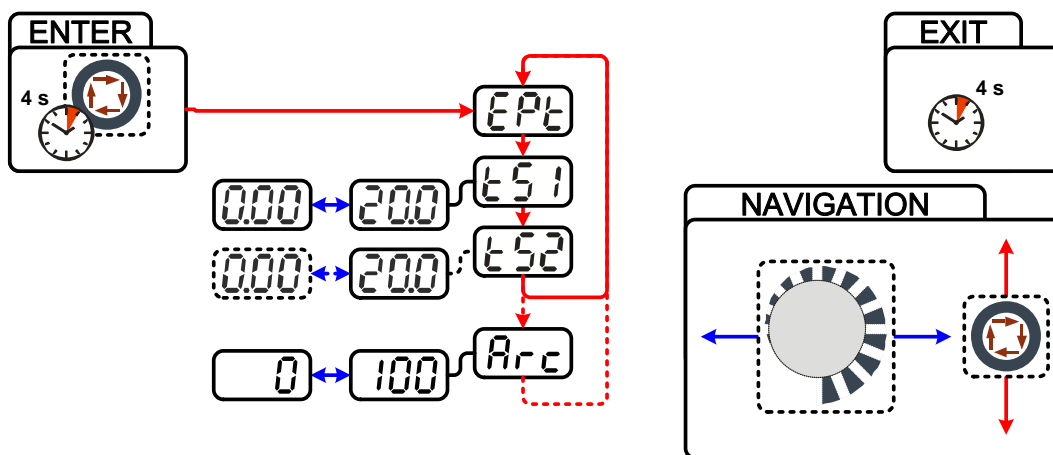 ENTER
4 s
EXIT
4 s
EPt
0.00
20.0
tS1
NAVIGATION
0.00
20.0
tS2
0
100
Arc